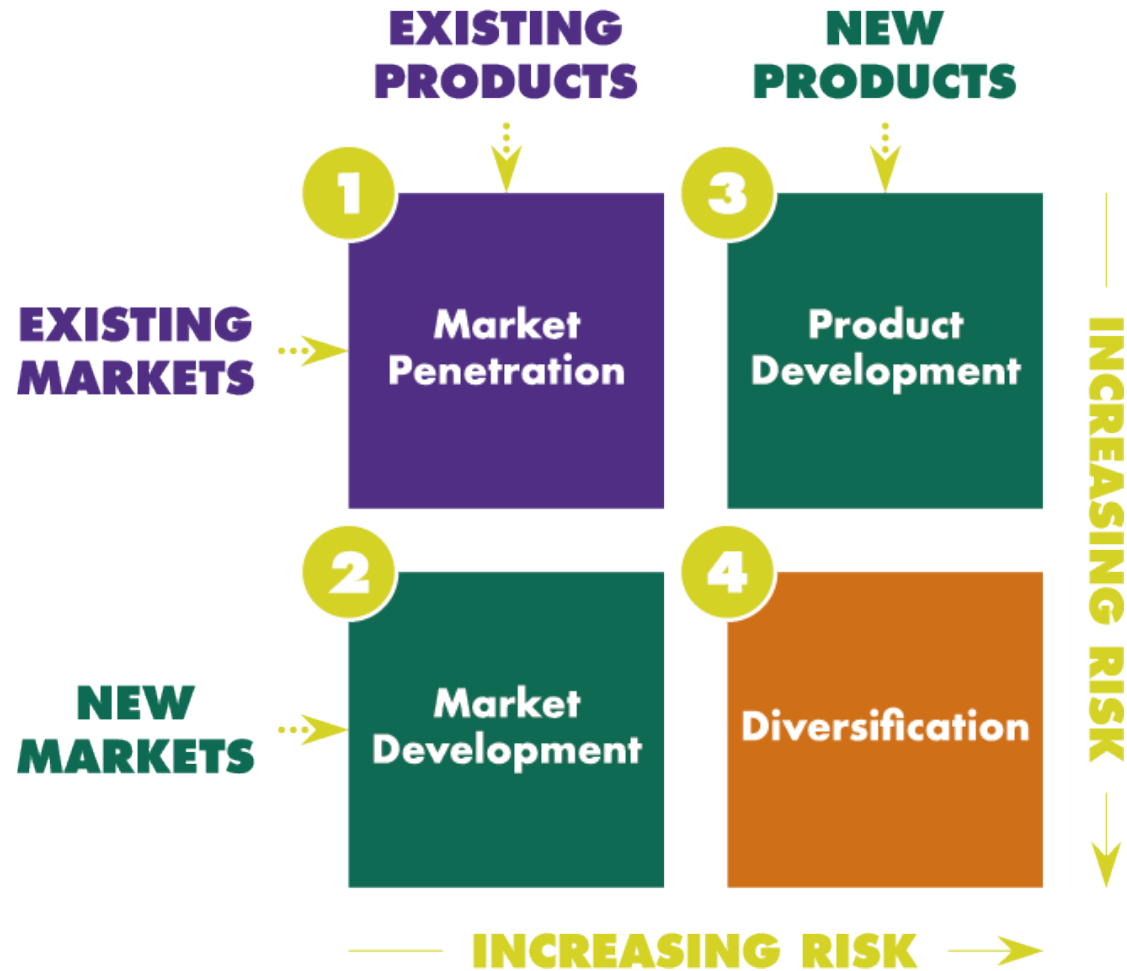 EXISTING
PRODUCTS
NEW
PRODUCTS
1
3
EXISTING
MARKETS
Market
Penetration
Product
Development
INCREASING RISK
2
4
NEW
MARKETS
Market
Development
Diversification
INCREASING RISK